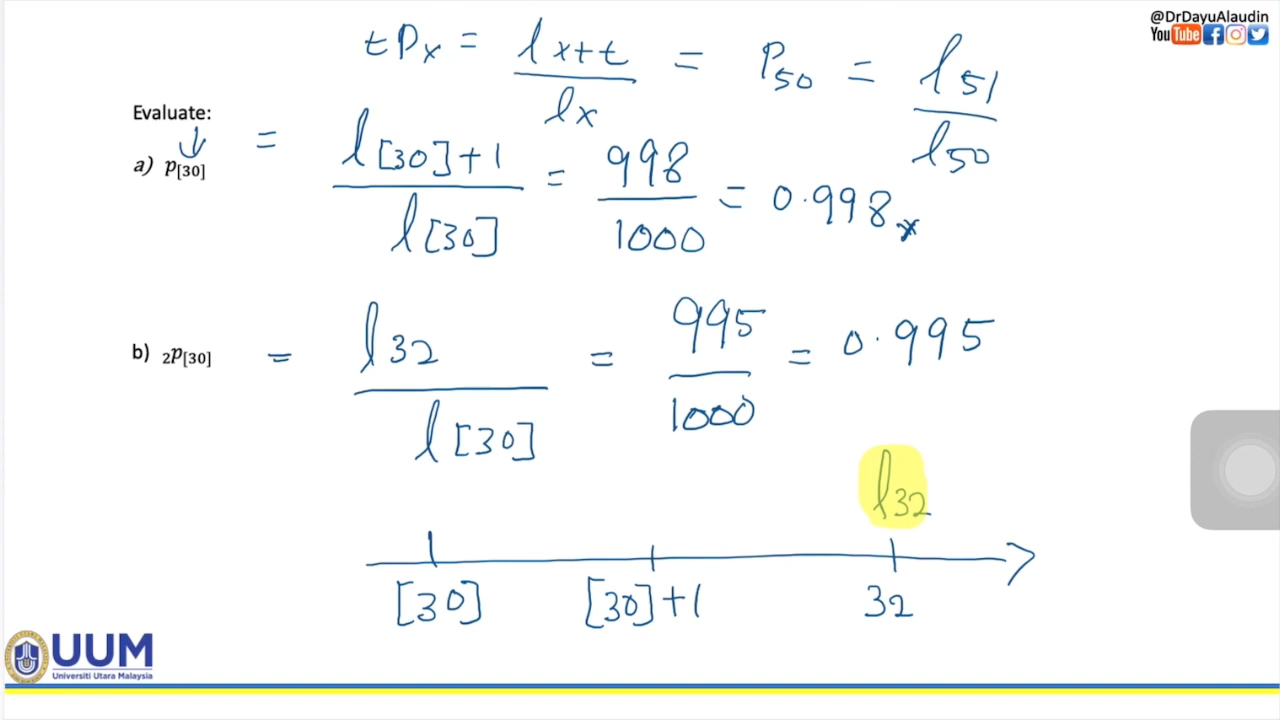 @DrDayuAlaudin
YouTube
tPx = lx+t / lx = P50 = l51 / l50
Evaluate:
a) p[30] = l[30]+1 / l[30] = 998 / 1000 = 0.998
b) 2p[30] = l32 / l[30] = 995 / 1000 = 0.995
l32
[30] [30]+1 32
UUM
Universiti Utara Malaysia